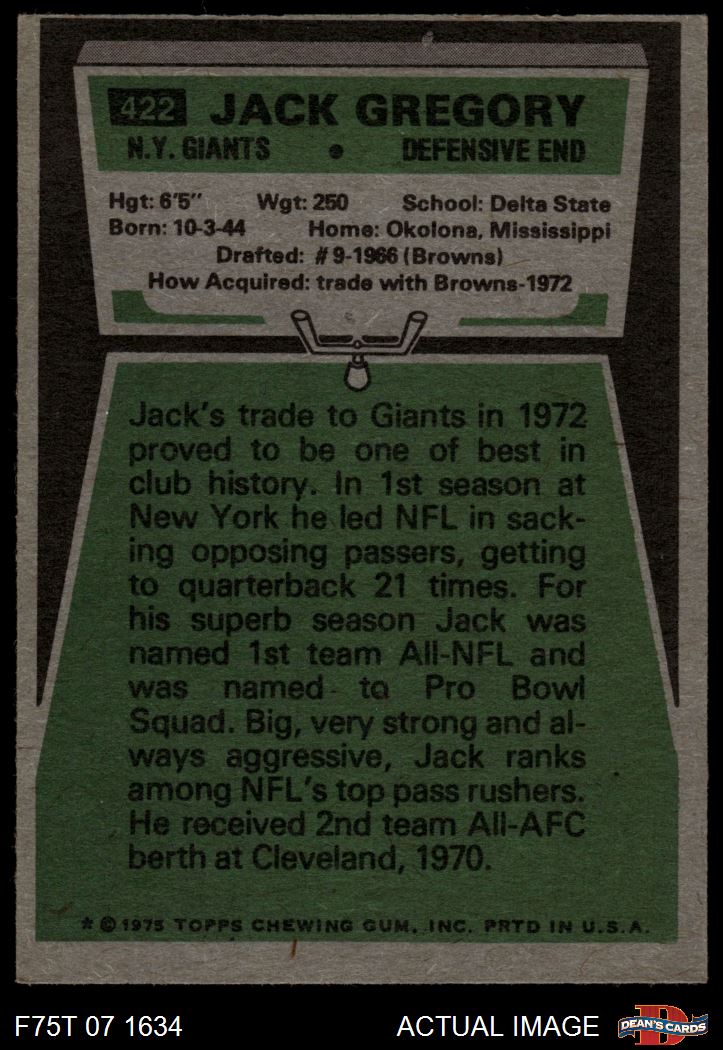 422 JACK GREGORY
N.Y. GIANTS • DEFENSIVE END
Hgt: 6'5" Wgt: 250 School: Delta State
Born: 10-3-44 Home: Okolona, Mississippi
Drafted: #9-1966 (Browns)
How Acquired: trade with Browns-1972
Jack's trade to Giants in 1972
proved to be one of best in
club history. In 1st season at
New York he led NFL in sack-
ing opposing passers, getting
to quarterback 21 times. For
his superb season Jack was
named 1st team All-NFL and
was named to Pro Bowl
Squad. Big, very strong and al-
ways aggressive, Jack ranks
among NFL's top pass rushers.
He received 2nd team All-AFC
berth at Cleveland, 1970.
* © 1975 TOPPS CHEWING GUM, INC. PRTD IN U.S.A.
F75T 07 1634 ACTUAL IMAGE D DEAN'S CARDS